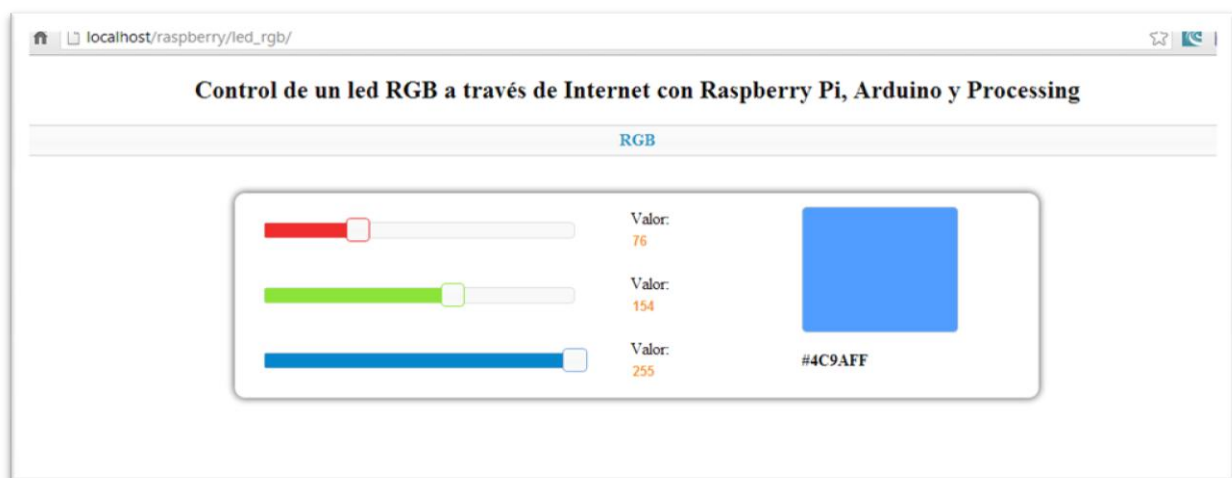 localhost/raspberry/led_rgb/
Control de un led RGB a través de Internet con Raspberry Pi, Arduino y Processing
RGB
Valor:
76
Valor:
154
Valor:
255
#4C9AFF